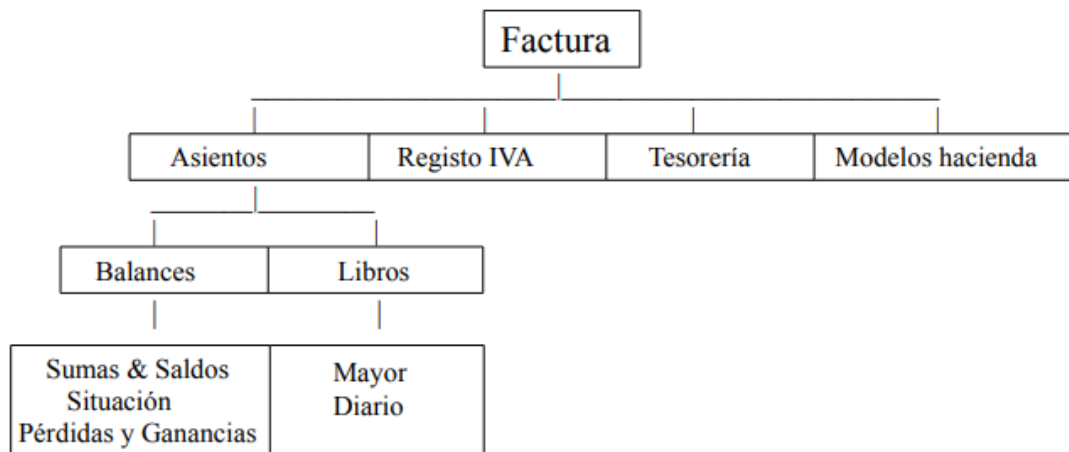 Factura
Asientos
Registo IVA
Tesorería
Modelos hacienda
Balances
Libros
Sumas & Saldos
Situación
Pérdidas y Ganancias
Mayor
Diario